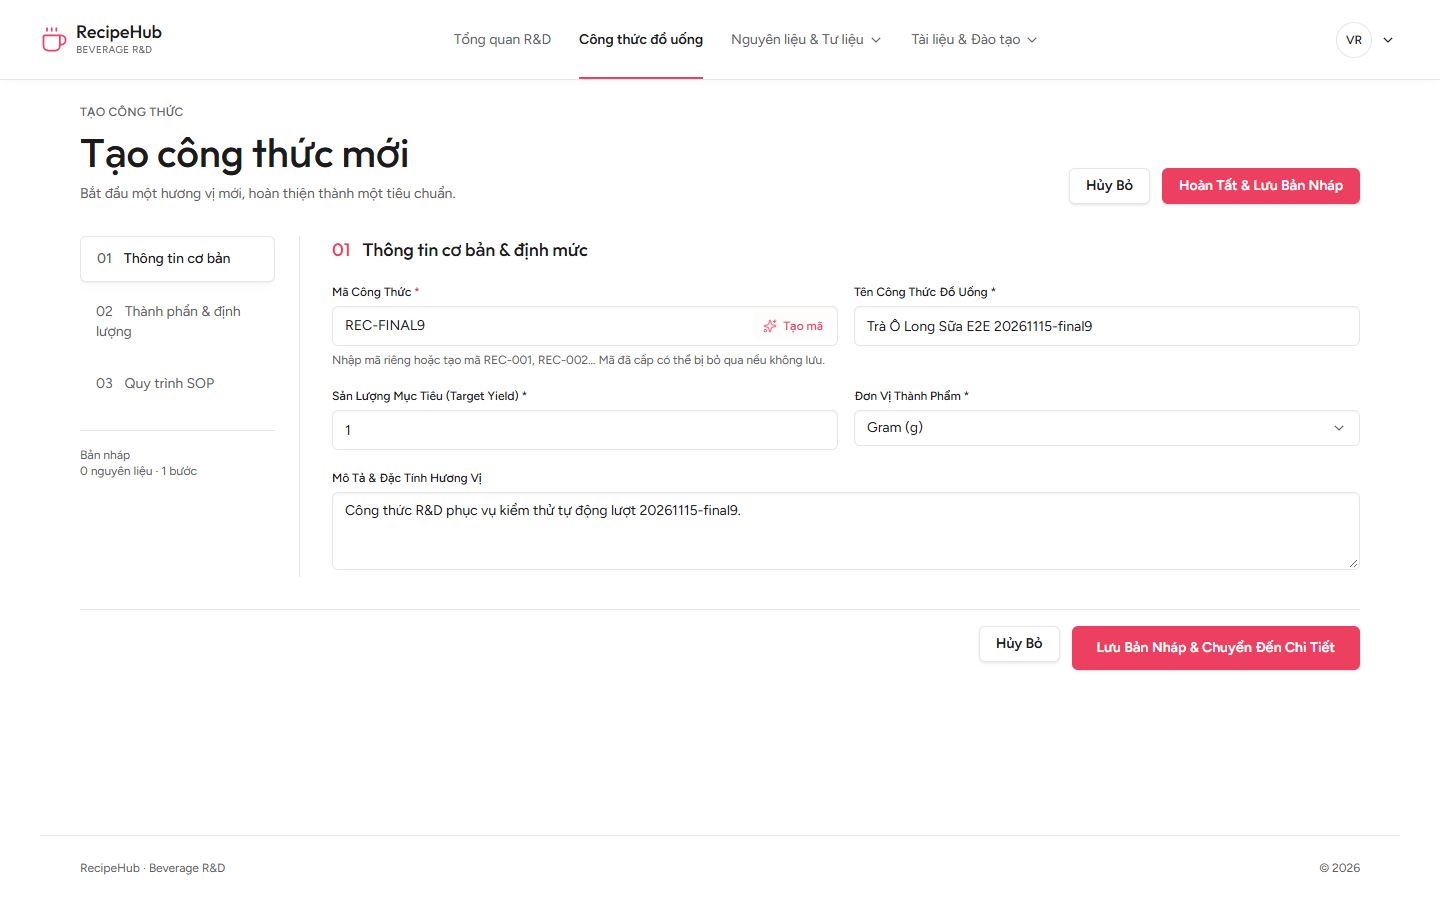 RecipeHub
BEVERAGE R&D
Tổng quan R&D
Công thức đồ uống
Nguyên liệu & Tư liệu
Tài liệu & Đào tạo
VR
TẠO CÔNG THỨC
Tạo công thức mới
Bắt đầu một hương vị mới, hoàn thiện thành một tiêu chuẩn.
Hủy Bỏ
Hoàn Tất & Lưu Bản Nháp
01 Thông tin cơ bản
02 Thành phần & định
lượng
03 Quy trình SOP
Bản nháp
0 nguyên liệu · 1 bước
01 Thông tin cơ bản & định mức
Mã Công Thức *
REC-FINAL9
Tạo mã
Nhập mã riêng hoặc tạo mã REC-001, REC-002... Mã đã cấp có thể bị bỏ qua nếu không lưu.
Tên Công Thức Đồ Uống *
Trà Ô Long Sữa E2E 20261115-final9
Sản Lượng Mục Tiêu (Target Yield) *
1
Đơn Vị Thành Phẩm *
Gram (g)
Mô Tả & Đặc Tính Hương Vị
Công thức R&D phục vụ kiểm thử tự động lượt 20261115-final9.
Hủy Bỏ
Lưu Bản Nháp & Chuyển Đến Chi Tiết
RecipeHub · Beverage R&D
© 2026